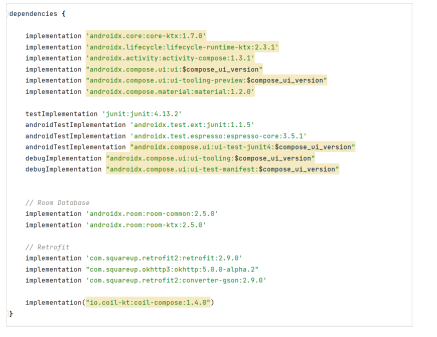 dependencies {
implementation 'androidx.core:core-ktx:1.7.0'
implementation 'androidx.lifecycle:lifecycle-runtime-ktx:2.3.1'
implementation 'androidx.activity:activity-compose:1.3.1'
implementation "androidx.compose.ui:ui:$compose_ui_version"
implementation "androidx.compose.ui:ui-tooling-preview:$compose_ui_version"
implementation 'androidx.compose.material:material:1.2.0'
testImplementation 'junit:junit:4.13.2'
androidTestImplementation 'androidx.test.ext:junit:1.1.5'
androidTestImplementation 'androidx.test.espresso:espresso-core:3.5.1'
androidTestImplementation "androidx.compose.ui:ui-test-junit4:$compose_ui_version"
debugImplementation "androidx.compose.ui:ui-tooling:$compose_ui_version"
debugImplementation "androidx.compose.ui:ui-test-manifest:$compose_ui_version"
// Room Database
implementation 'androidx.room:room-common:2.5.0'
implementation 'androidx.room:room-ktx:2.5.0'
// Retrofit
implementation 'com.squareup.retrofit2:retrofit:2.9.0'
implementation "com.squareup.okhttp3:okhttp:5.0.0-alpha.2"
implementation 'com.squareup.retrofit2:converter-gson:2.9.0'
implementation("io.coil-kt:coil-compose:1.4.0")
}